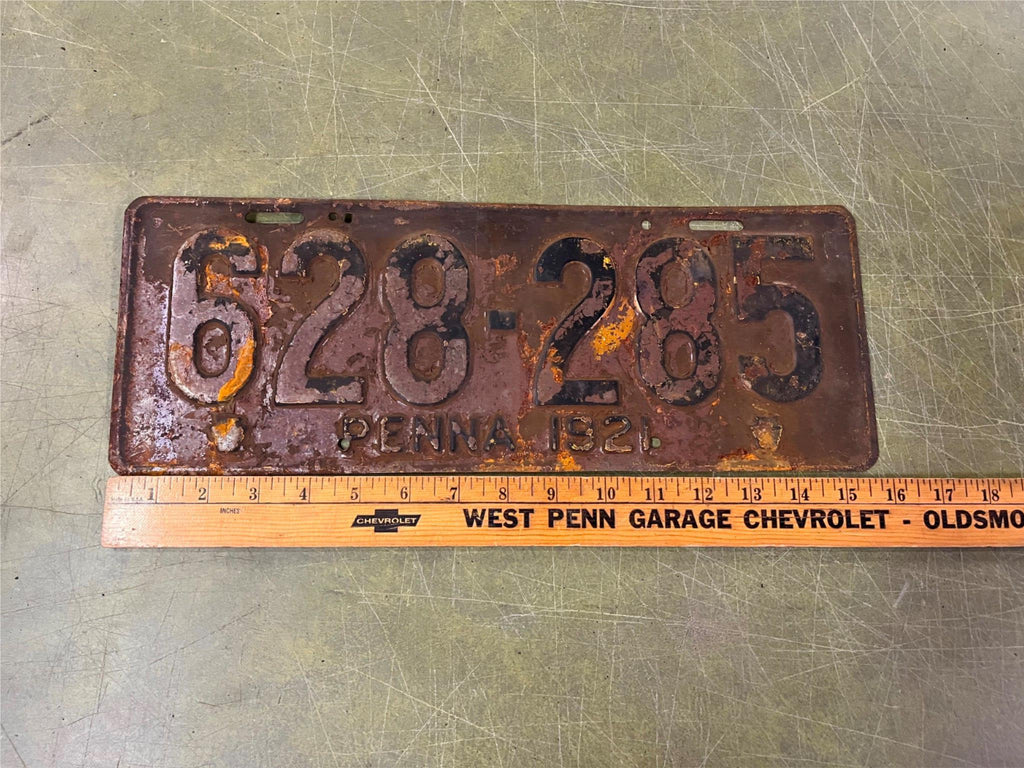 628-285
PENNA 1921
1 2 3 4 5 6 7 8 9 10 11 12 13 14 15 16 17 18
INCHES
CHEVROLET
WEST PENN GARAGE CHEVROLET - OLDSMO